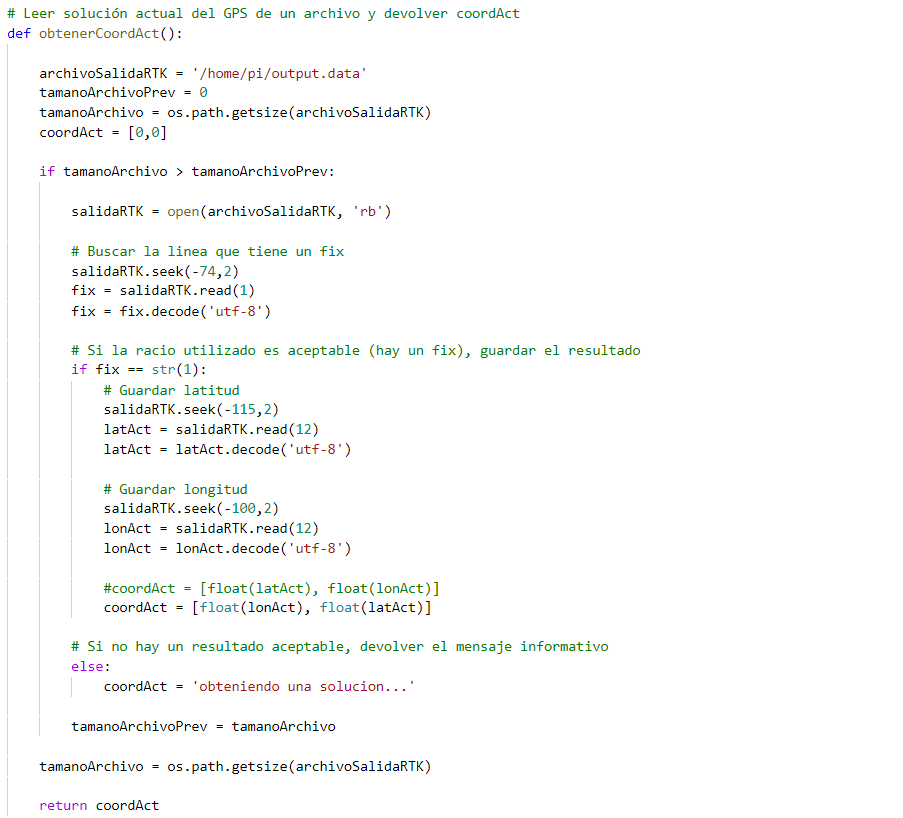 # Leer solución actual del GPS de un archivo y devolver coordAct
def obtenerCoordAct():
archivoSalidaRTK = '/home/pi/output.data'
tamanoArchivoPrev = 0
tamanoArchivo = os.path.getsize(archivoSalidaRTK)
coordAct = [0,0]
if tamanoArchivo > tamanoArchivoPrev:
salidaRTK = open(archivoSalidaRTK, 'rb')
# Buscar la linea que tiene un fix
salidaRTK.seek(-74,2)
fix = salidaRTK.read(1)
fix = fix.decode('utf-8')
# Si la racio utilizado es aceptable (hay un fix), guardar el resultado
if fix == str(1):
# Guardar latitud
salidaRTK.seek(-115,2)
latAct = salidaRTK.read(12)
latAct = latAct.decode('utf-8')
# Guardar longitud
salidaRTK.seek(-100,2)
lonAct = salidaRTK.read(12)
lonAct = lonAct.decode('utf-8')
#coordAct = [float(latAct), float(lonAct)]
coordAct = [float(lonAct), float(latAct)]
# Si no hay un resultado aceptable, devolver el mensaje informativo
else:
coordAct = 'obteniendo una solucion...'
tamanoArchivoPrev = tamanoArchivo
tamanoArchivo = os.path.getsize(archivoSalidaRTK)
return coordAct